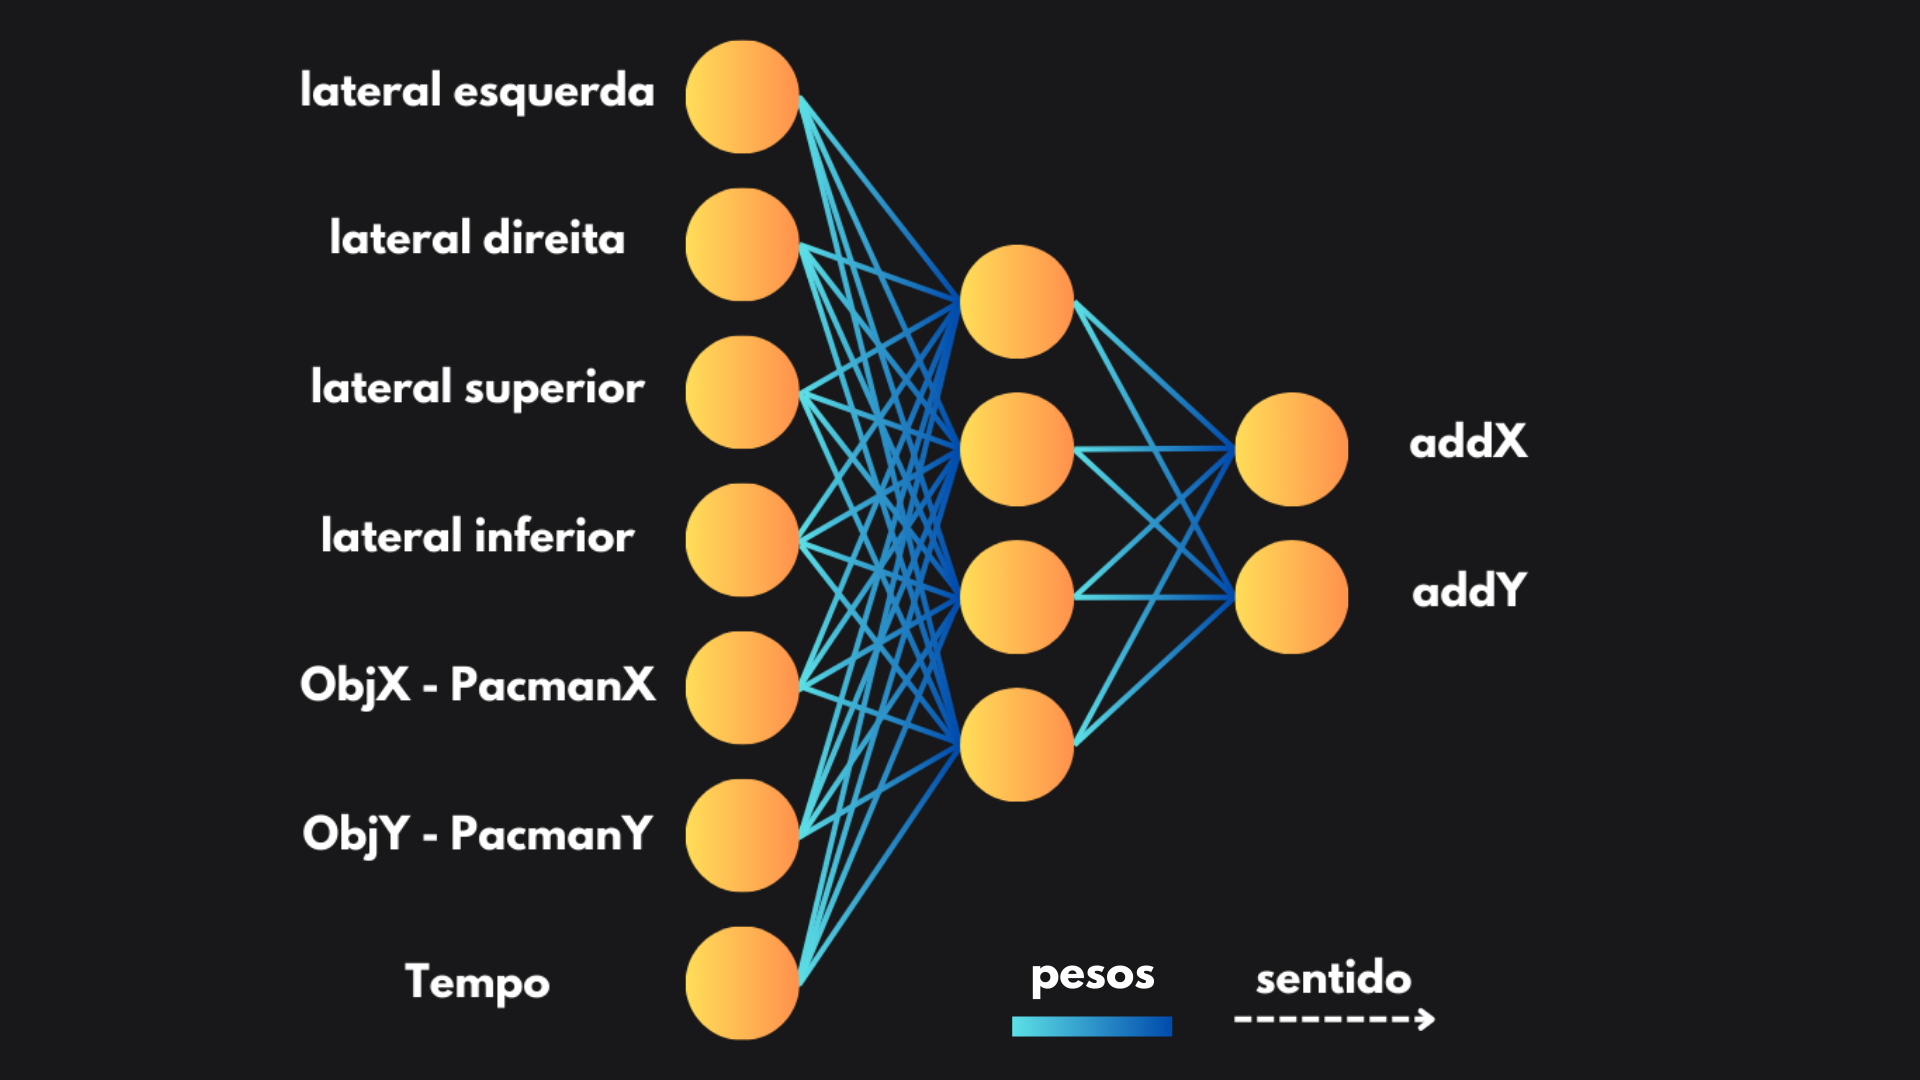 lateral esquerda
lateral direita
lateral superior
lateral inferior
ObjX - PacmanX
ObjY - PacmanY
Tempo
addX
addY
pesos
sentido